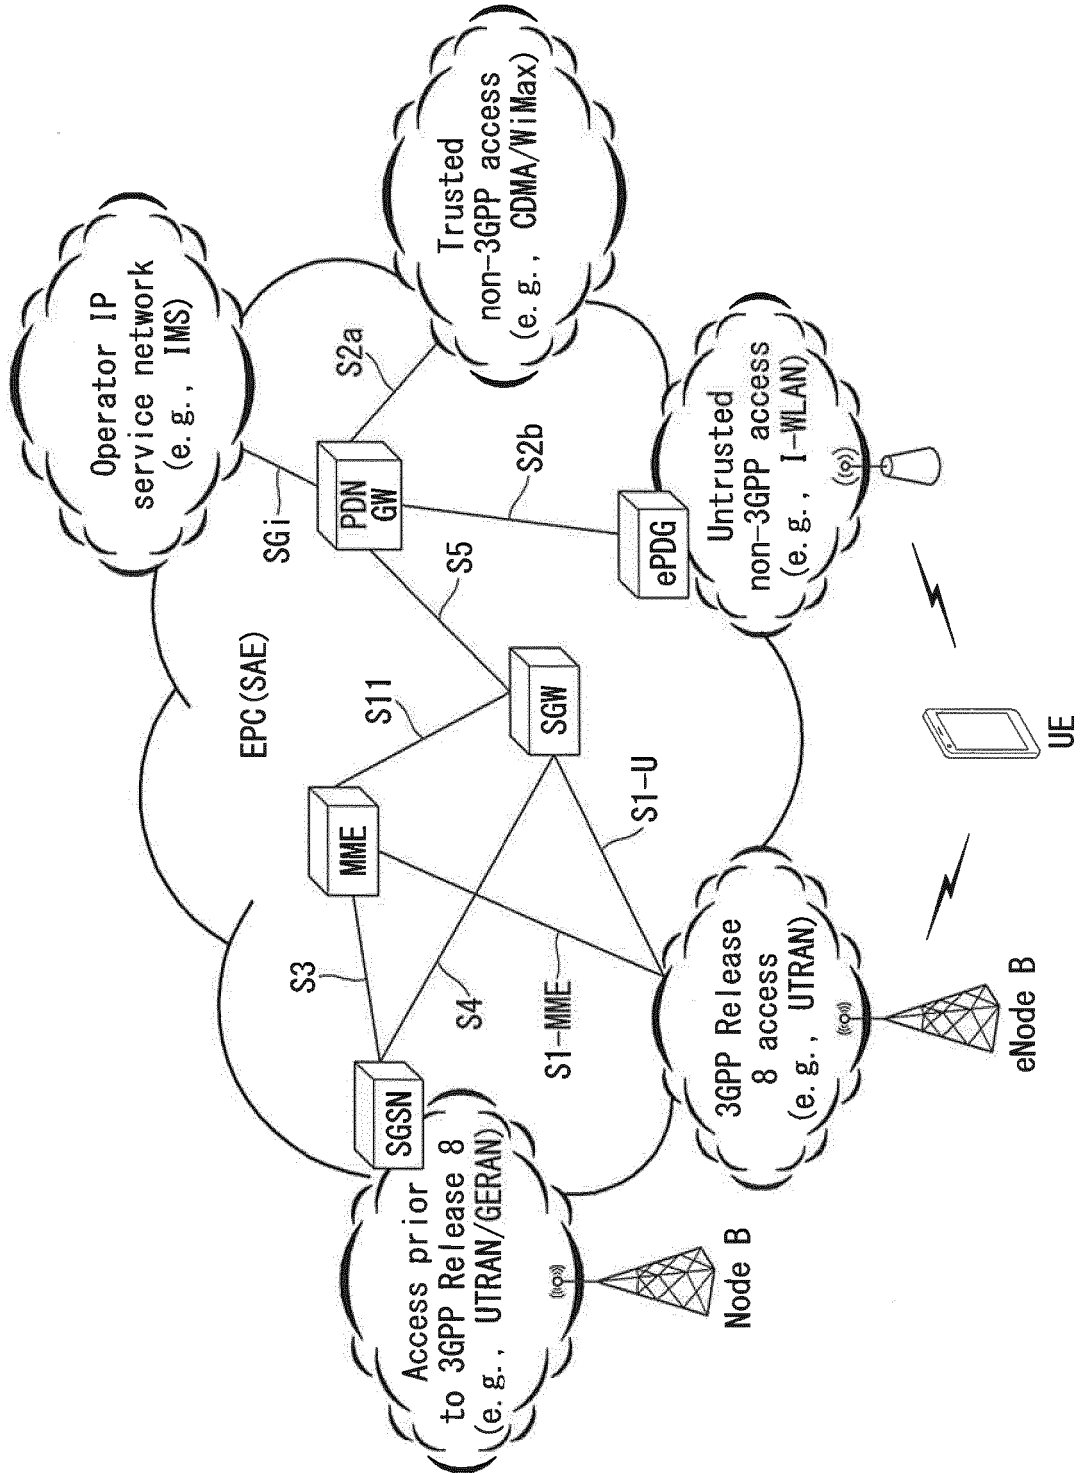 Operator IP
service network
(e.g., IMS)
EPC(SAE)
SGi
S2a
Trusted
non-3GPP access
(e.g., CDMA/WiMax)
PDN
GW
S3
MME
S11
S5
S2b
SGSN
S4
SGW
ePDG
S1-MME
S1-U
Access prior
to 3GPP Release 8
(e.g., UTRAN/GERAN)
3GPP Release
8 access
(e.g., UTRAN)
Untrusted
non-3GPP access
(e.g., I-WLAN)
Node B
eNode B
UE